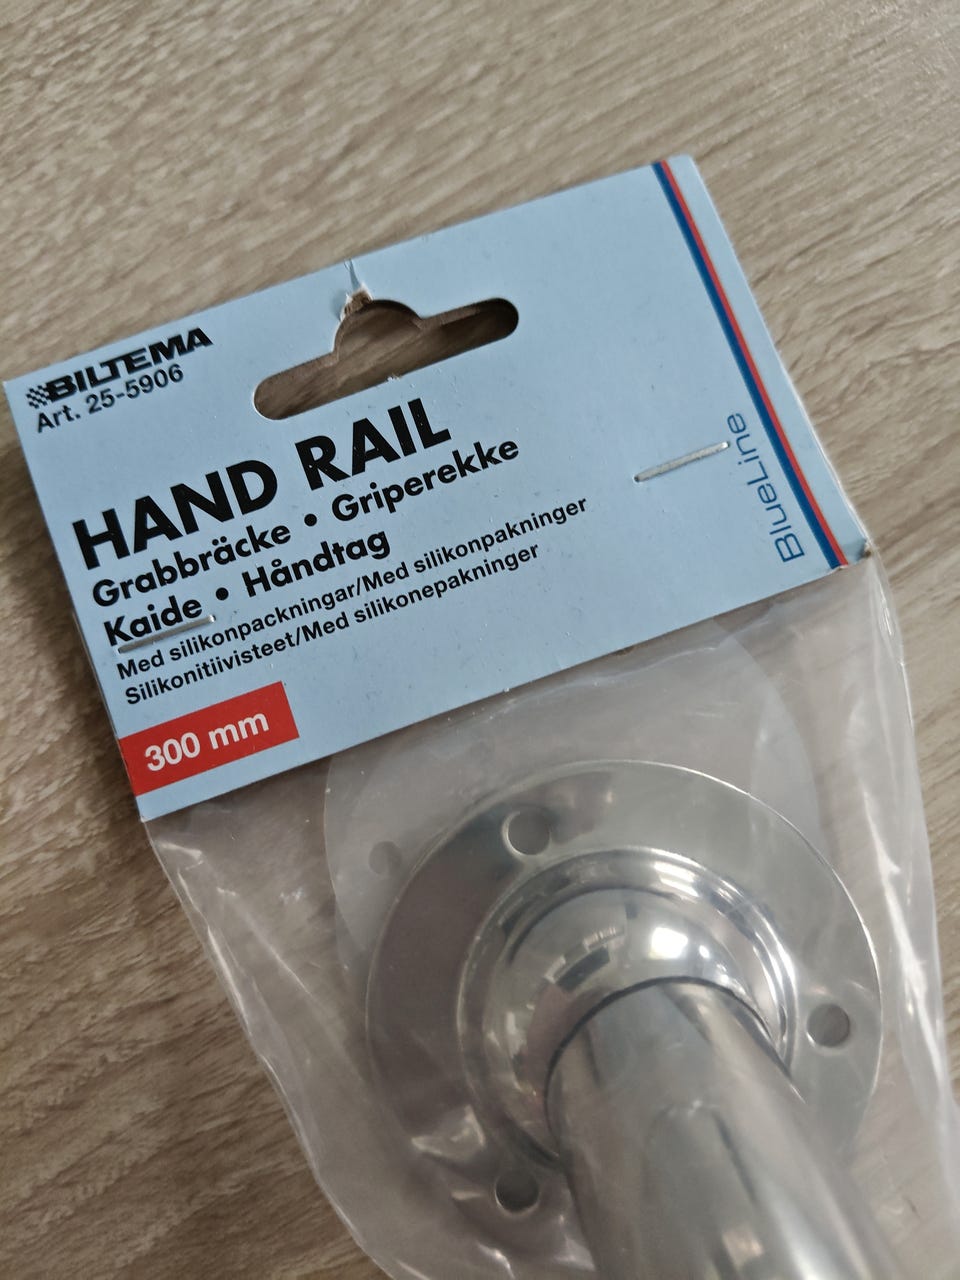 BILTEMA
Art. 25-5906
HAND RAIL
Grabbräcke • Griperekke
Kaide • Håndtag
Med silikonpackningar/Med silikonpakninger
Silikonitiivisteet/Med silikonepakninger
300 mm
BlueLine